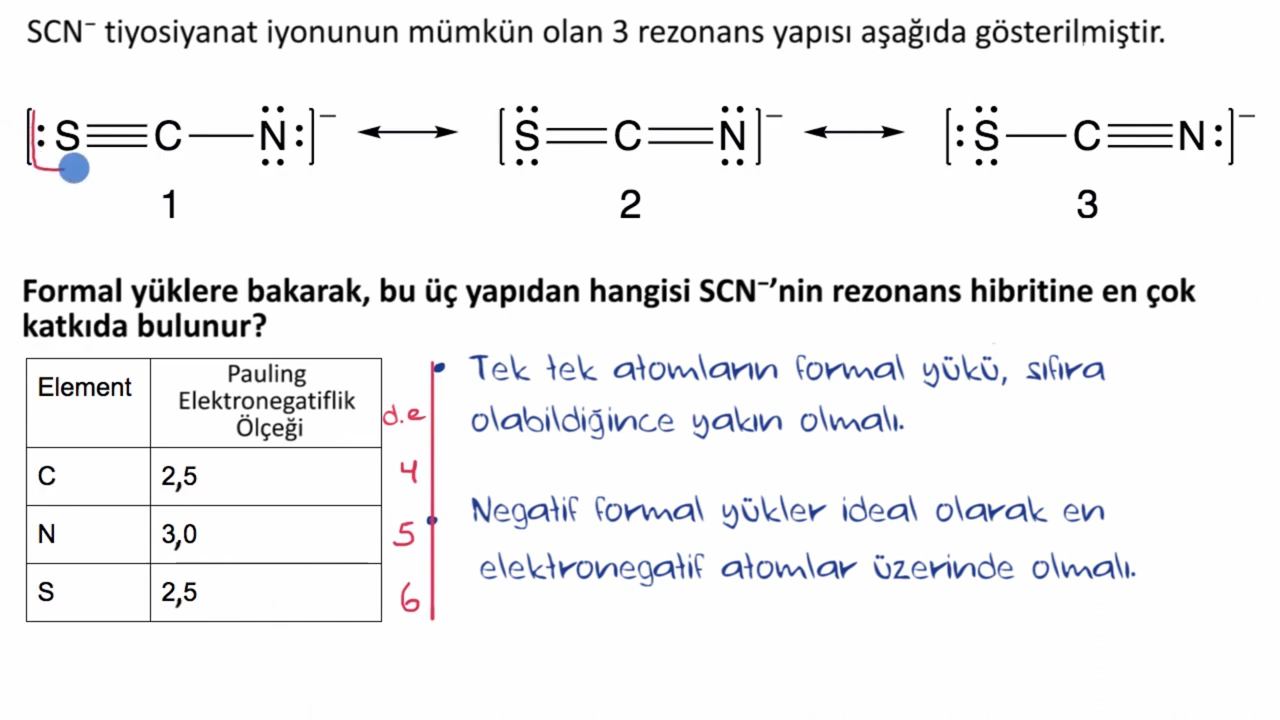 SCN⁻ tiyosiyanat iyonunun mümkün olan 3 rezonans yapısı aşağıda gösterilmiştir.
[:S≡C—N̈:]⁻ ↔ [S̈=C=N̈]⁻ ↔ [:S̈—C≡N:]⁻
1 2 3
Formal yüklere bakarak, bu üç yapıdan hangisi SCN⁻’nin rezonans hibritine en çok
katkıda bulunur?
Element Pauling Elektronegatiflik Ölçeği d.e
C 2,5 4
N 3,0 5
S 2,5 6
• Tek tek atomların formal yükü, sıfıra
olabildiğince yakın olmalı.
• Negatif formal yükler ideal olarak en
elektronegatif atomlar üzerinde olmalı.